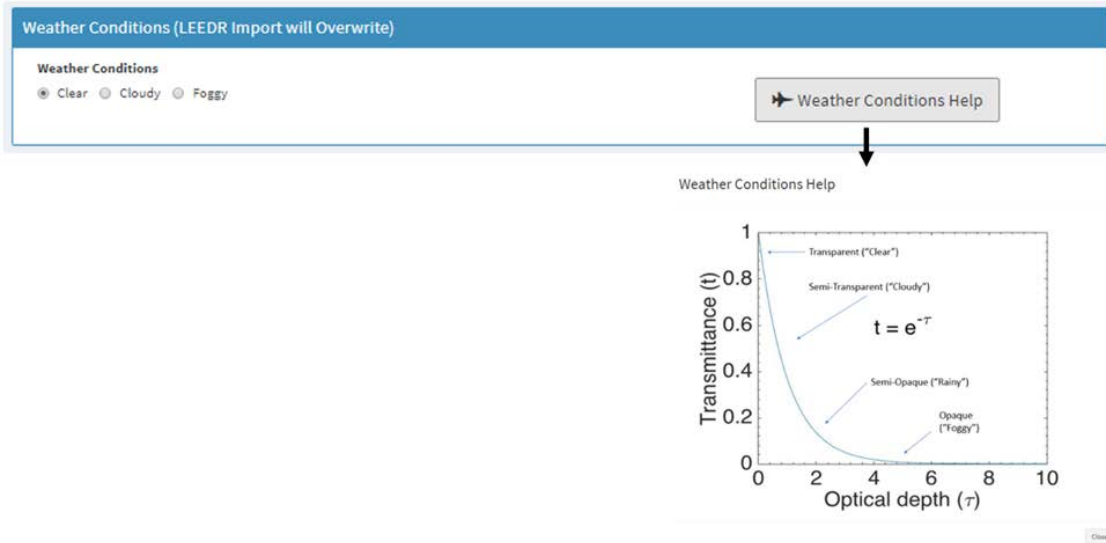 Weather Conditions (LEEDR Import will Overwrite)
Weather Conditions
Clear Cloudy Foggy
Weather Conditions Help
Weather Conditions Help
1
0.8
0.6
0.4
0.2
0
Transmittance (t)
Transparent ("Clear")
Semi-Transparent ("Cloudy")
t = e^-τ
Semi-Opaque ("Rainy")
Opaque
("Foggy")
0 2 4 6 8 10
Optical depth (τ)